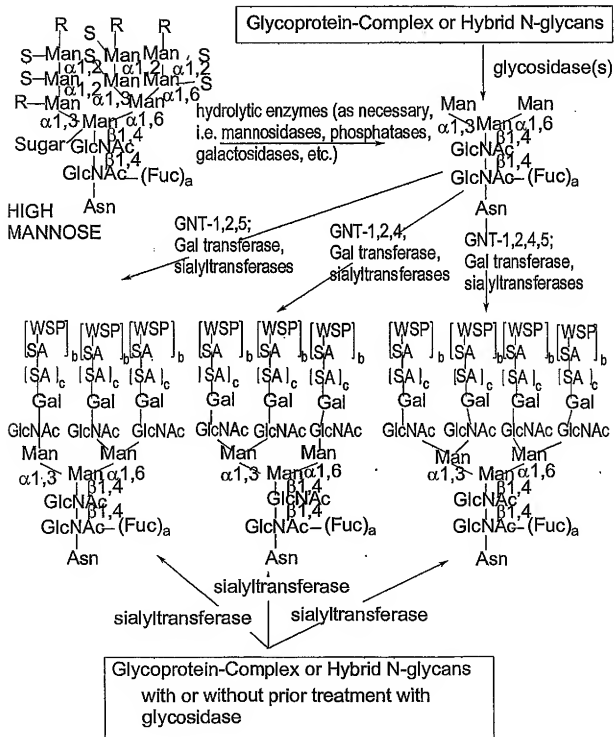 R R R
S–Man Man Man S
S α1,2 α1,2 α1,2
S–Man Man Man–S
α1,2 α1,3 α1,6
R–Man Man
α1,3 Man α1,6
Sugar β1,4
GlcNAc
β1,4
GlcNAc—(Fuc)a
Asn
HIGH
MANNOSE
hydrolytic enzymes (as necessary,
i.e. mannosidases, phosphatases,
galactosidases, etc.)
Glycoprotein-Complex or Hybrid N-glycans
glycosidase(s)
Man Man
α1,3 Man α1,6
β1,4
GlcNAc
β1,4
GlcNAc—(Fuc)a
Asn
GNT-1,2,5;
Gal transferase,
sialyltransferases
GNT-1,2,4,
Gal transferase,
sialyltransferases
GNT-1,2,4,5;
Gal transferase,
sialyltransferases
[WSP]b [WSP]b [WSP]b
SA SA SA
[SA]c [SA]c [SA]c
Gal Gal Gal
GlcNAc GlcNAc GlcNAc
Man Man
α1,3 Man α1,6
β1,4
GlcNAc
β1,4
GlcNAc—(Fuc)a
Asn
[WSP]b [WSP]b [WSP]b
SA SA SA
[SA]c [SA]c [SA]c
Gal Gal Gal
GlcNAc GlcNAc GlcNAc
Man Man
α1,3 Man α1,6
β1,4
GlcNAc
β1,4
GlcNAc—(Fuc)a
Asn
[WSP]b [WSP]b [WSP]b [WSP]b
SA SA SA SA
[SA]c [SA]c [SA]c [SA]c
Gal Gal Gal Gal
GlcNAc GlcNAc GlcNAc GlcNAc
Man Man
α1,3 Man α1,6
β1,4
GlcNAc
β1,4
GlcNAc—(Fuc)a
Asn
sialyltransferase
sialyltransferase
sialyltransferase
Glycoprotein-Complex or Hybrid N-glycans
with or without prior treatment with
glycosidase